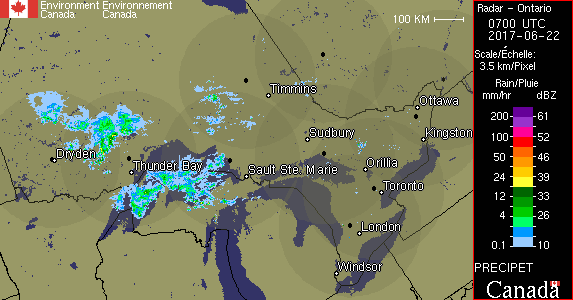 Environment Environnement
Canada Canada
100 KM
Timmins
Ottawa
Sudbury
Kingston
Dryden
Thunder Bay
Sault Ste. Marie
Orillia
Toronto
London
Windsor
Radar - Ontario
0700 UTC
2017-06-22
Scale/Échelle:
3.5 km/Pixel
Rain/Pluie
mm/hr dBZ
200 61
100 52
50 46
24 39
12 33
4 26
0.1 10
PRECIPET
Canada